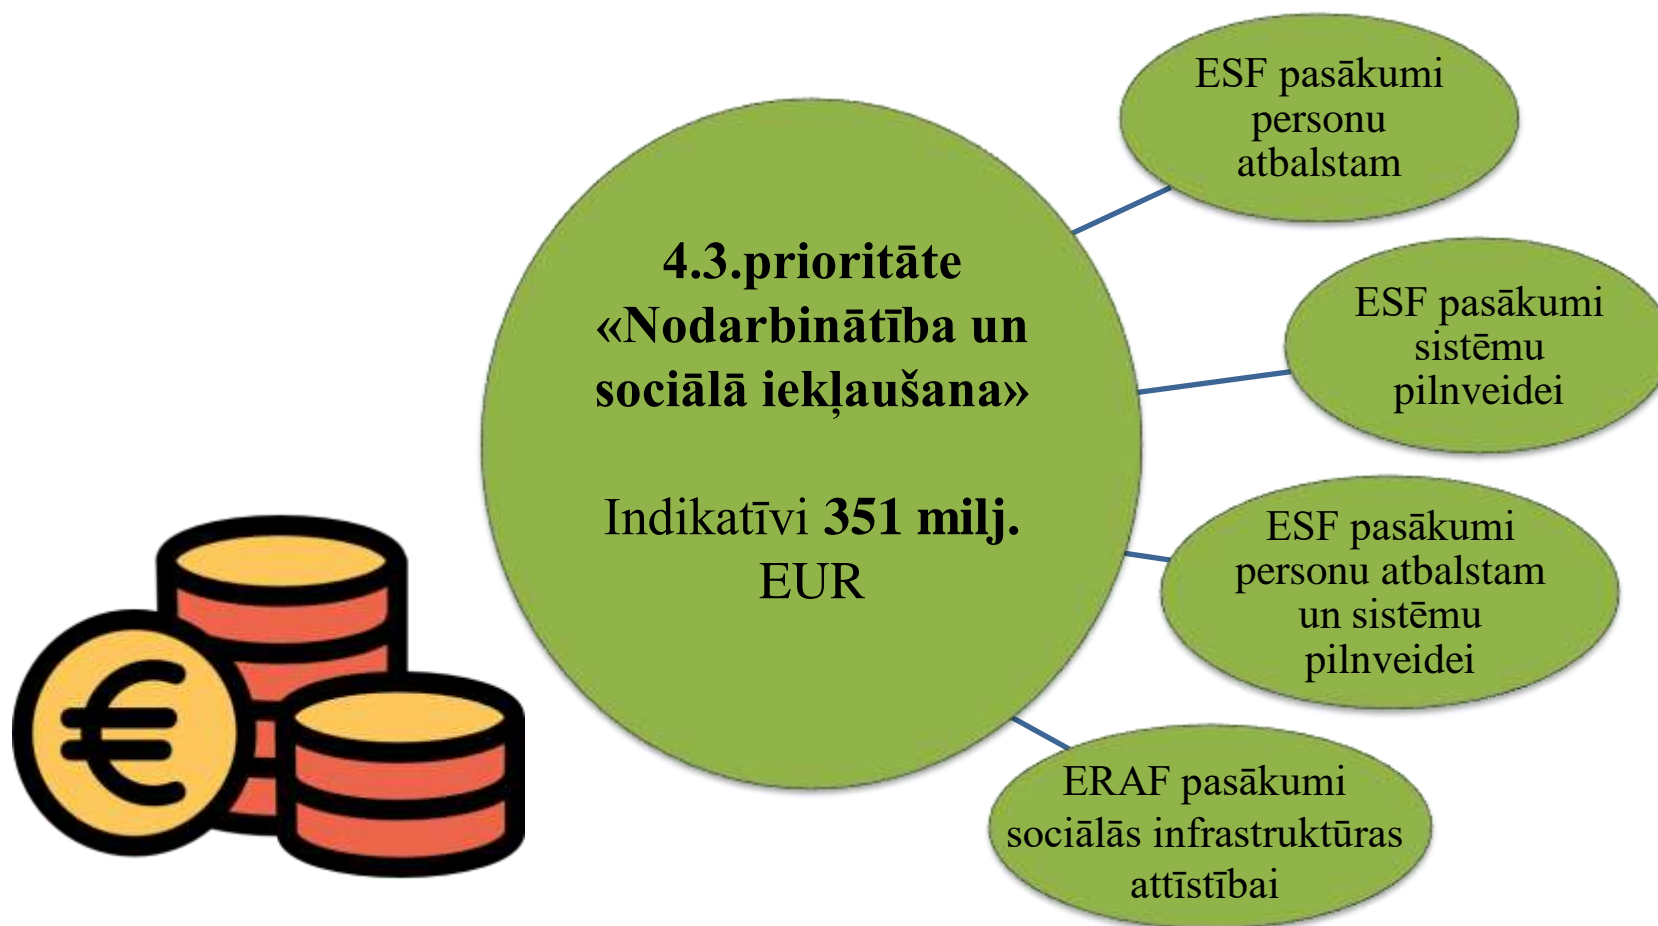 4.3.prioritāte
«Nodarbinātība un
sociālā iekļaušana»
Indikatīvi 351 milj.
EUR
ESF pasākumi
personu
atbalstam
ESF pasākumi
sistēmu
pilnveidei
ESF pasākumi
personu atbalstam
un sistēmu
pilnveidei
ERAF pasākumi
sociālās infrastruktūras
attīstībai
€